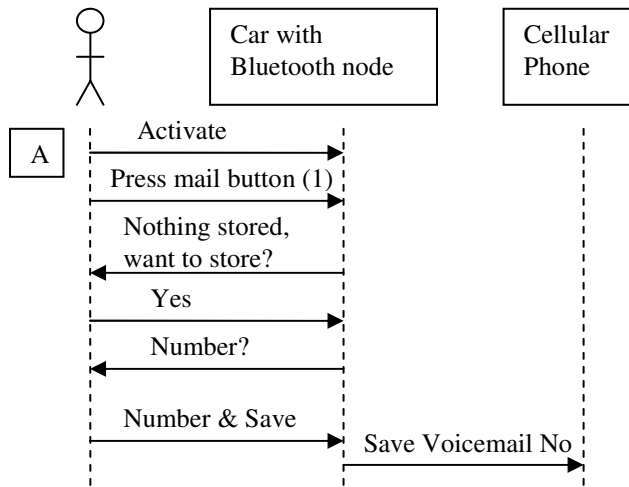 Car with
Bluetooth node
Cellular
Phone
A
Activate
Press mail button (1)
Nothing stored,
want to store?
Yes
Number?
Number & Save
Save Voicemail No